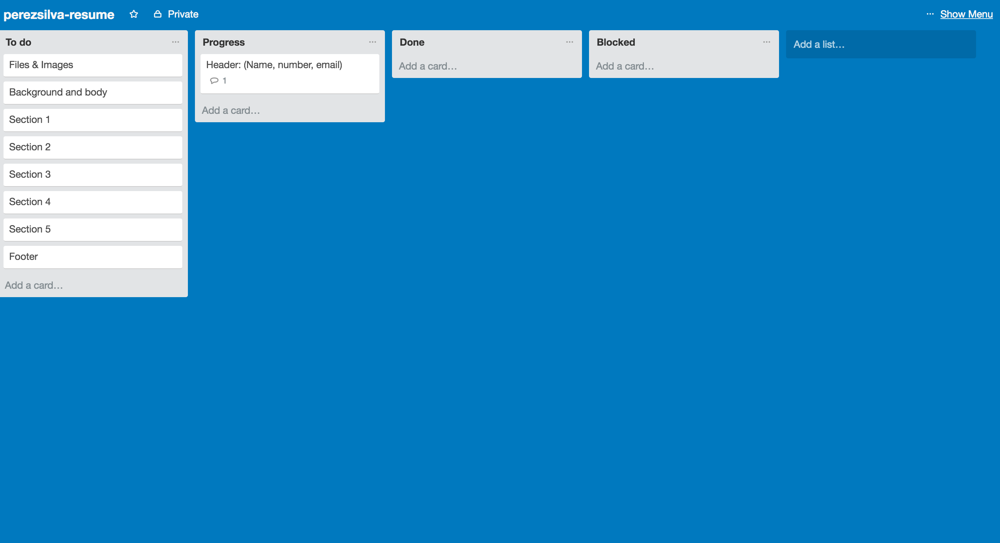 perezsilva-resume Private ... Show Menu
To do ...
Files & Images
Background and body
Section 1
Section 2
Section 3
Section 4
Section 5
Footer
Add a card...
Progress ...
Header: (Name, number, email)
1
Add a card...
Done ...
Add a card...
Blocked ...
Add a card...
Add a list...